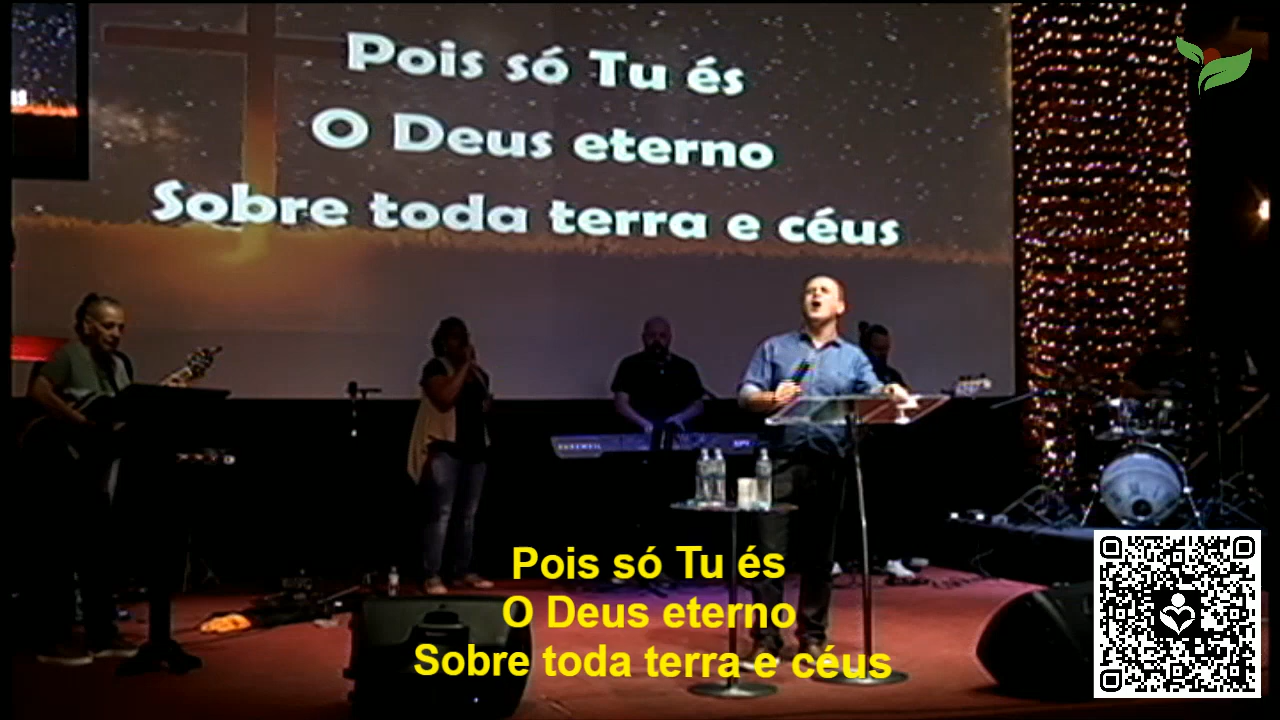 Pois só Tu és
O Deus eterno
Sobre toda terra e céus
KURZWEIL
Pois só Tu és
O Deus eterno
Sobre toda terra e céus